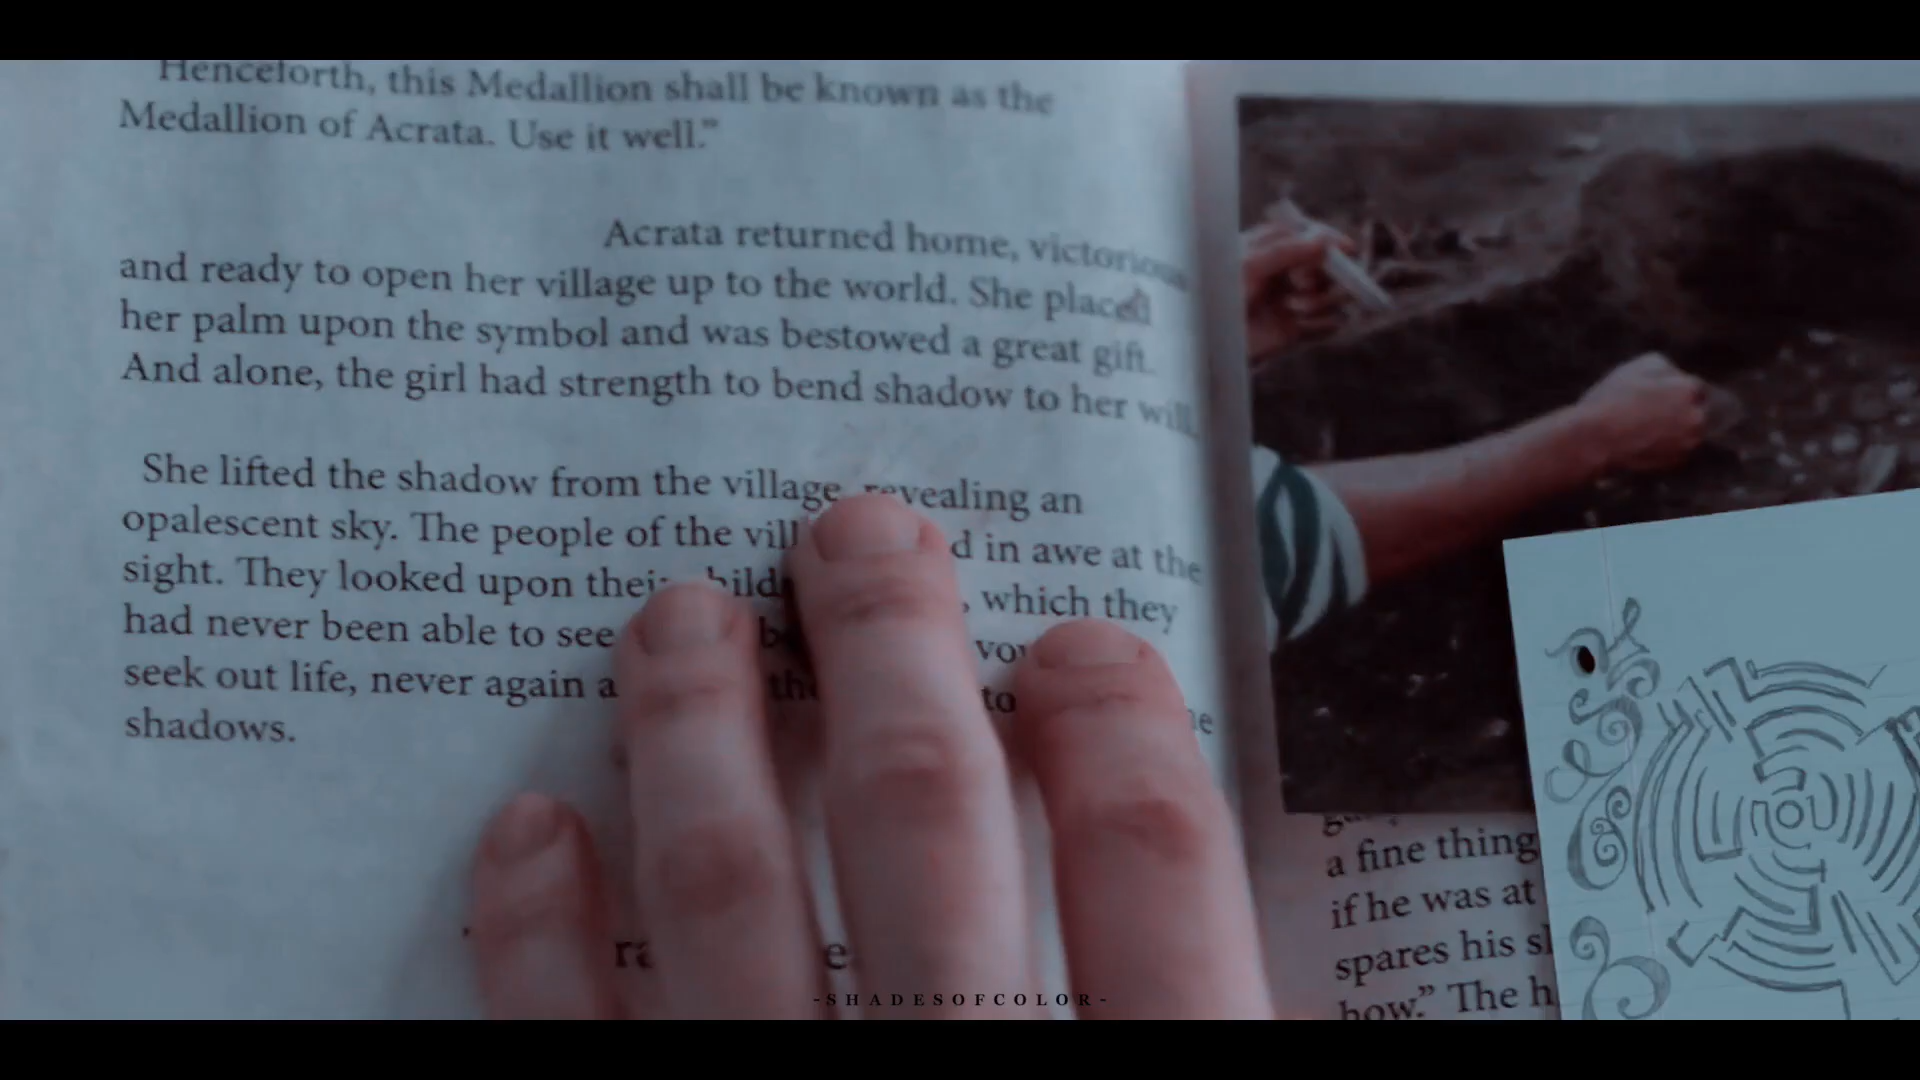 Henceforth, this Medallion shall be known as the
Medallion of Acrata. Use it well.”
Acrata returned home, victorious
and ready to open her village up to the world. She placed
her palm upon the symbol and was bestowed a great gift.
And alone, the girl had strength to bend shadow to her will.
She lifted the shadow from the village, revealing an
opalescent sky. The people of the in awe at the
sight. They looked upon their , which they
had never been able to see
seek out life, never again
shadows.
a fine thing
if he was at
spares his
how.” The
-SHADESOFCOLOR-